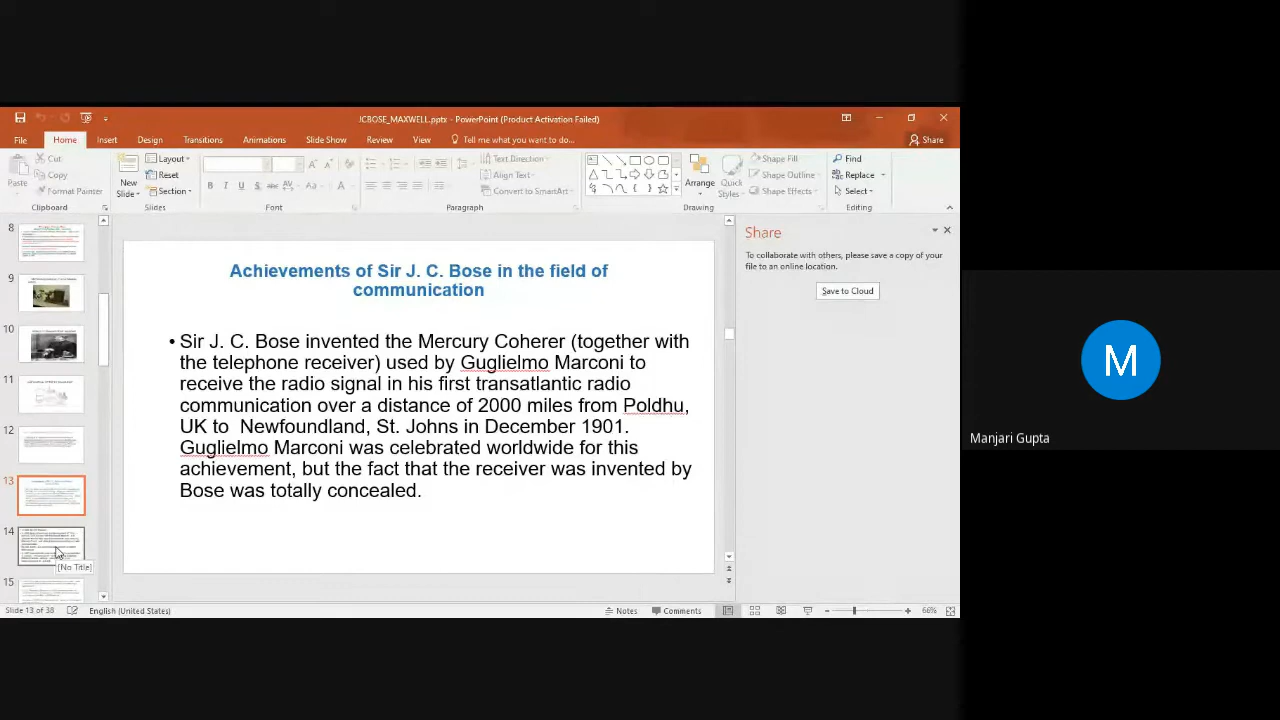 JCBOSE_MAXWELL.pptx - PowerPoint (Product Activation Failed)
File Home Insert Design Transitions Animations Slide Show Review View Tell me what you want to do... Share
Cut
Copy
Format Painter
Paste
Clipboard
New
Slide
Layout
Reset
Section
Slides
Font
Text Direction
Align Text
Convert to SmartArt
Paragraph
Arrange
Quick
Styles
Shape Fill
Shape Outline
Shape Effects
Drawing
Find
Replace
Select
Editing
8
9
10
11
12
13
14
15
[No Title]
Achievements of Sir J. C. Bose in the field of
communication
• Sir J. C. Bose invented the Mercury Coherer (together with
the telephone receiver) used by Guglielmo Marconi to
receive the radio signal in his first transatlantic radio
communication over a distance of 2000 miles from Poldhu,
UK to Newfoundland, St. Johns in December 1901.
Guglielmo Marconi was celebrated worldwide for this
achievement, but the fact that the receiver was invented by
Bose was totally concealed.
Share
To collaborate with others, please save a copy of your
file to an online location.
Save to Cloud
Slide 13 of 38 English (United States) Notes Comments 66%
M
Manjari Gupta